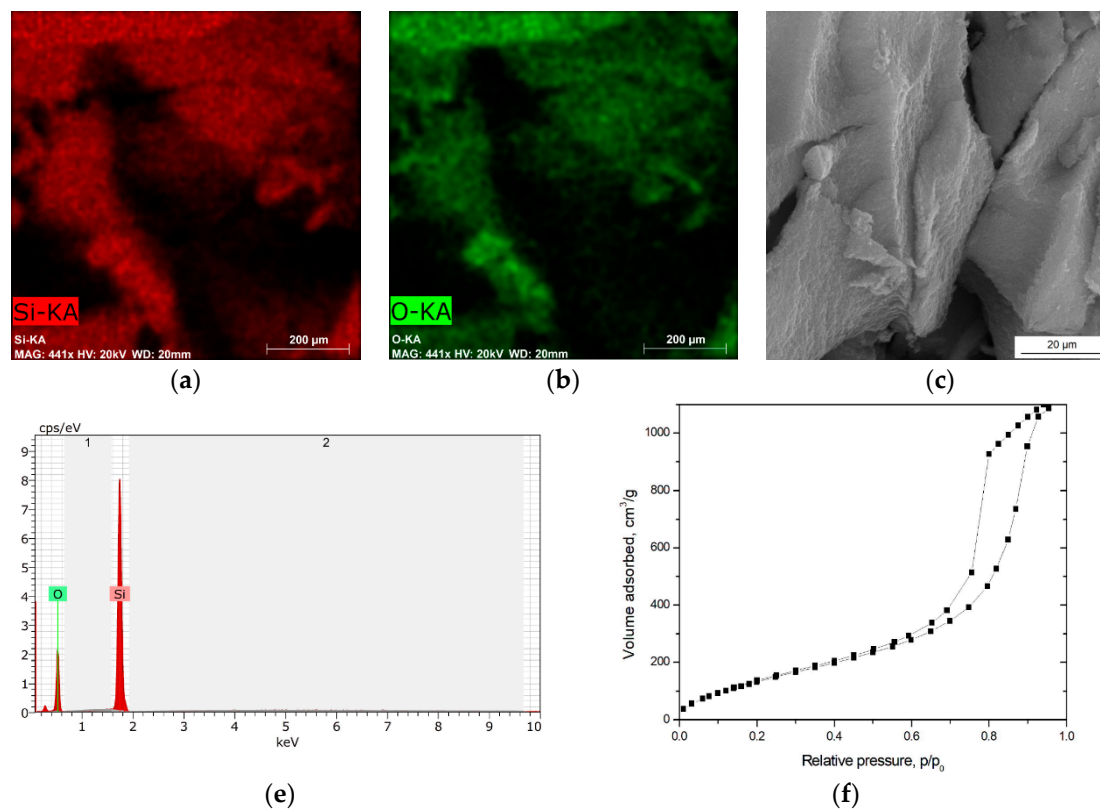 Si-KA
Si-KA
MAG: 441x HV: 20kV WD: 20mm
200 µm
O-KA
O-KA
MAG: 441x HV: 20kV WD: 20mm
200 µm
20 µm
(a)
(b)
(c)
cps/eV
1
2
9
8
7
6
5
4
3
2
1
0
O
Si
1 2 3 4 5 6 7 8 9 10
keV
1000
800
600
400
200
0
Volume adsorbed, cm³/g
0.0 0.2 0.4 0.6 0.8 1.0
Relative pressure, p/p₀
(e)
(f)